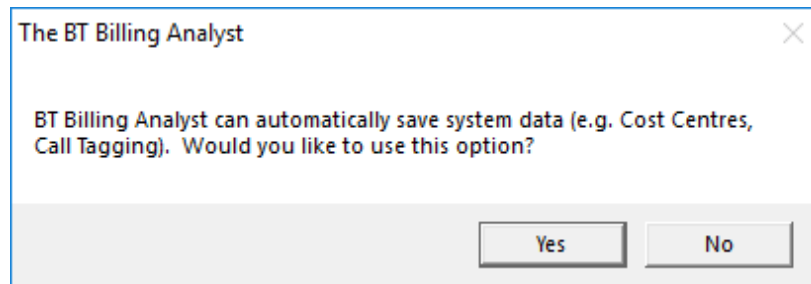 The BT Billing Analyst
BT Billing Analyst can automatically save system data (e.g. Cost Centres,
Call Tagging).  Would you like to use this option?
Yes
No